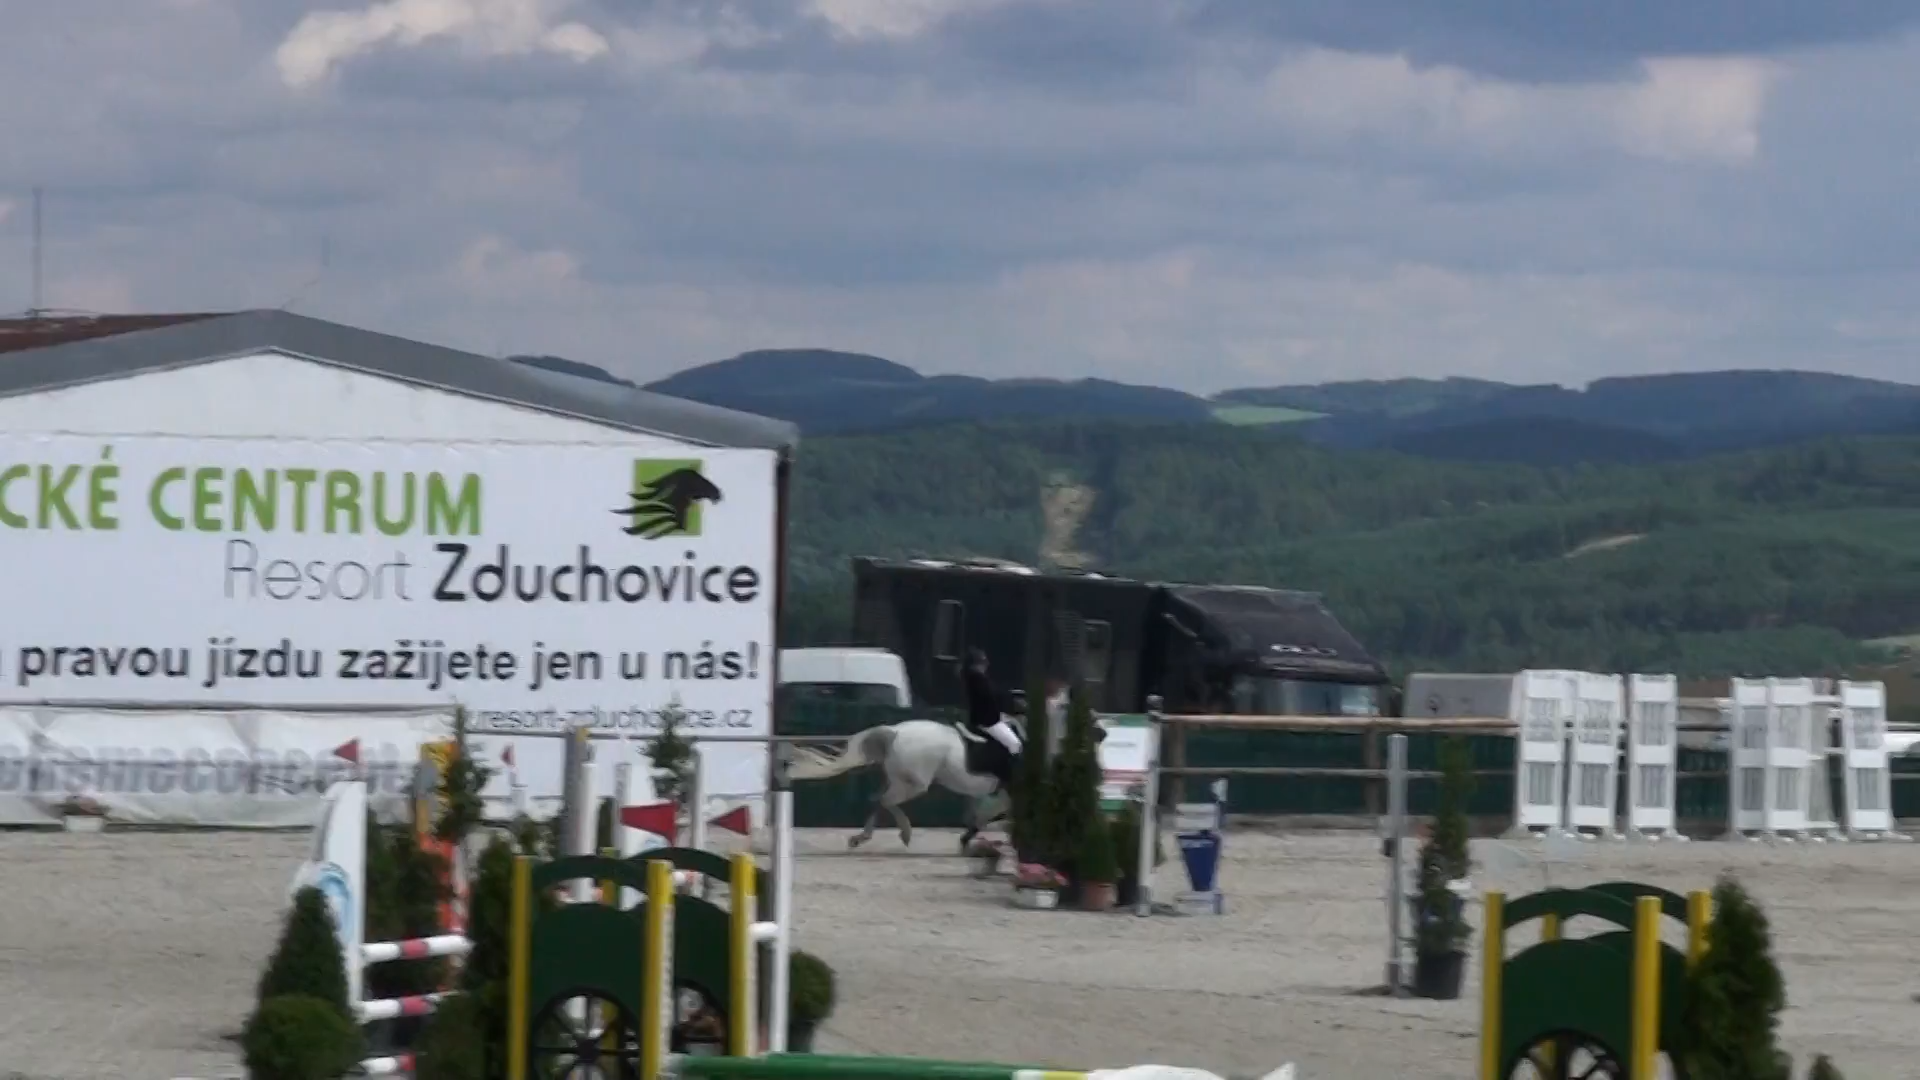 CKÉ CENTRUM
Resort Zduchovice
pravou jízdu zažijete jen u nás!
.resort-zduchovice.cz